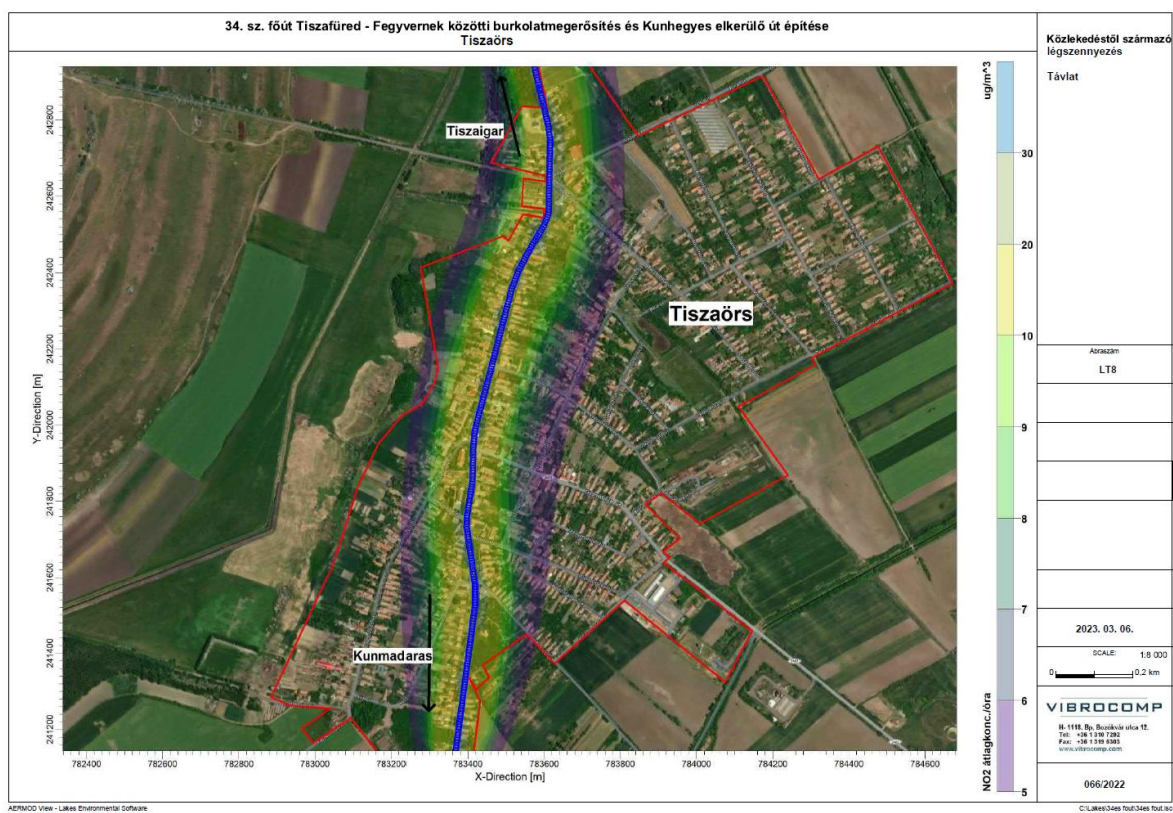 34. sz. főút Tiszafüred - Fegyvernek közötti burkolatmegerősítés és Kunhegyes elkerülő út építése
Tiszaörs
Közlekedéstől származó
légszennyezés
Távlat
Ábraszám
LT8
2023. 03. 06.
SCALE: 1:8 000
0 0,2 km
VIBROCOMP
H- 1118, Bp, Bozókvár utca 12.
Tel: +36 1 310 7292
Fax: +36 1 319 6303
www.vibrocomp.com
066/2022
ug/m^3
30
20
10
9
8
7
6
5
NO2 átlagkonc./óra
Tiszaigar
Tiszaörs
Kunmadaras
Y-Direction [m]
242800
242600
242400
242200
242000
241800
241600
241400
241200
782400 782600 782800 783000 783200 783400 783600 783800 784000 784200 784400 784600
X-Direction [m]
AERMOD View - Lakes Environmental Software
C:\Lakes\34es fout\34es fout.isc